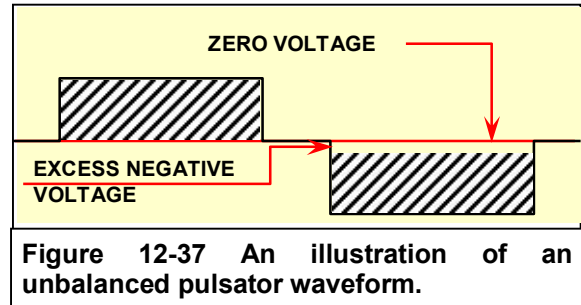 ZERO VOLTAGE
EXCESS NEGATIVE
VOLTAGE
Figure 12-37 An illustration of an
unbalanced pulsator waveform.